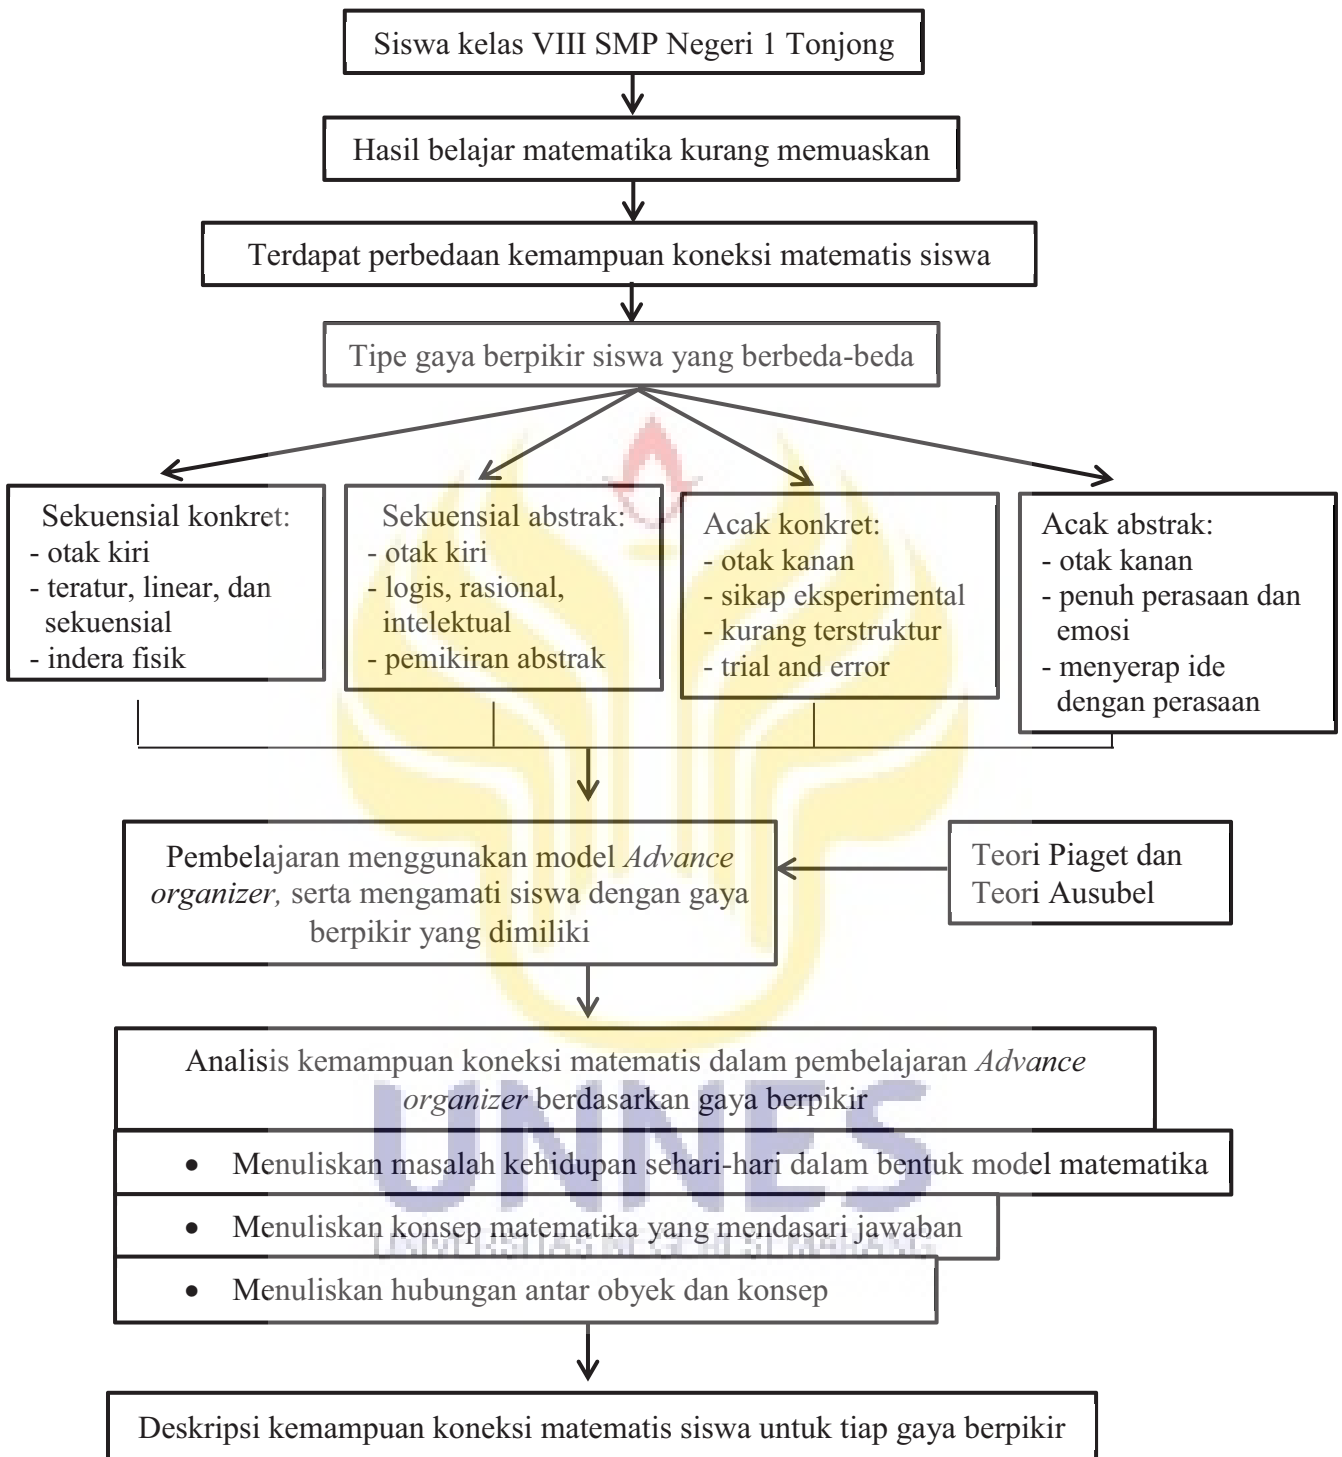 Siswa kelas VIII SMP Negeri 1 Tonjong
Hasil belajar matematika kurang memuaskan
Terdapat perbedaan kemampuan koneksi matematis siswa
Tipe gaya berpikir siswa yang berbeda-beda
Sekuensial konkret:
- otak kiri
- teratur, linear, dan
sekuensial
- indera fisik
Sekuensial abstrak:
- otak kiri
- logis, rasional,
intelektual
- pemikiran abstrak
Acak konkret:
- otak kanan
- sikap eksperimental
- kurang terstruktur
- trial and error
Acak abstrak:
- otak kanan
- penuh perasaan dan
emosi
- menyerap ide
dengan perasaan
Pembelajaran menggunakan model Advance
organizer, serta mengamati siswa dengan gaya
berpikir yang dimiliki
Teori Piaget dan
Teori Ausubel
Analisis kemampuan koneksi matematis dalam pembelajaran Advance
organizer berdasarkan gaya berpikir
• Menuliskan masalah kehidupan sehari-hari dalam bentuk model matematika
• Menuliskan konsep matematika yang mendasari jawaban
• Menuliskan hubungan antar obyek dan konsep
Deskripsi kemampuan koneksi matematis siswa untuk tiap gaya berpikir
UNNES
UNIVERSITAS NEGERI SEMARANG